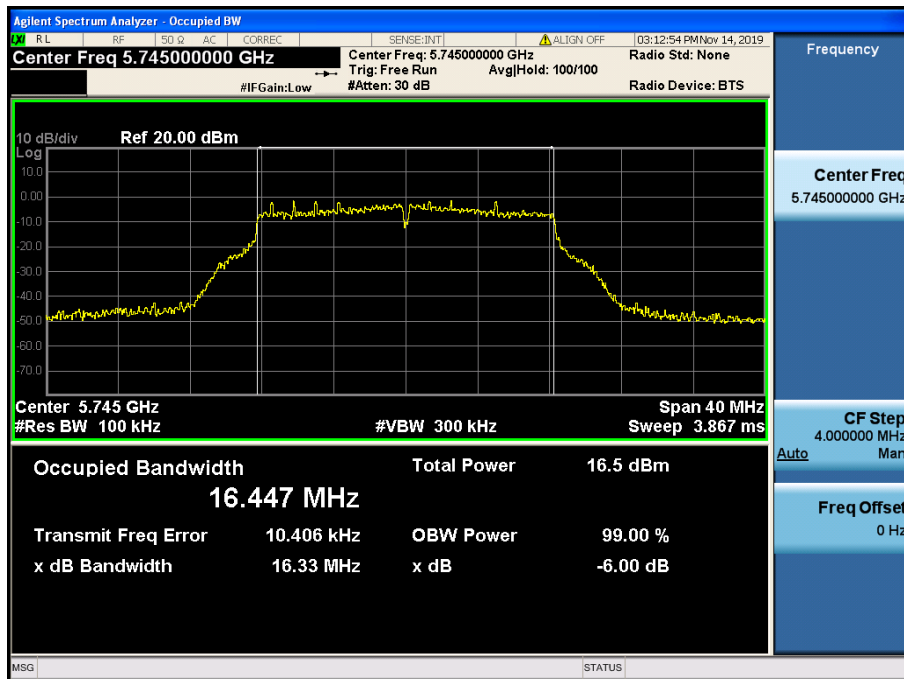 Agilent Spectrum Analyzer - Occupied BW
LXI RL RF 50 Ω AC CORREC SENSE:INT ALIGN OFF 03:12:54 PM Nov 14, 2019
Center Freq 5.745000000 GHz Center Freq: 5.745000000 GHz Radio Std: None
Trig: Free Run Avg|Hold: 100/100
#IFGain:Low #Atten: 30 dB Radio Device: BTS
10 dB/div Ref 20.00 dBm
Log
10.0
0.00
-10.0
-20.0
-30.0
-40.0
-50.0
-60.0
-70.0
Center 5.745 GHz Span 40 MHz
#Res BW 100 kHz #VBW 300 kHz Sweep 3.867 ms
Occupied Bandwidth Total Power 16.5 dBm
16.447 MHz
Transmit Freq Error 10.406 kHz OBW Power 99.00 %
x dB Bandwidth 16.33 MHz x dB -6.00 dB
MSG STATUS
Frequency
Center Freq
5.745000000 GHz
CF Step
4.000000 MHz
Auto Man
Freq Offset
0 Hz